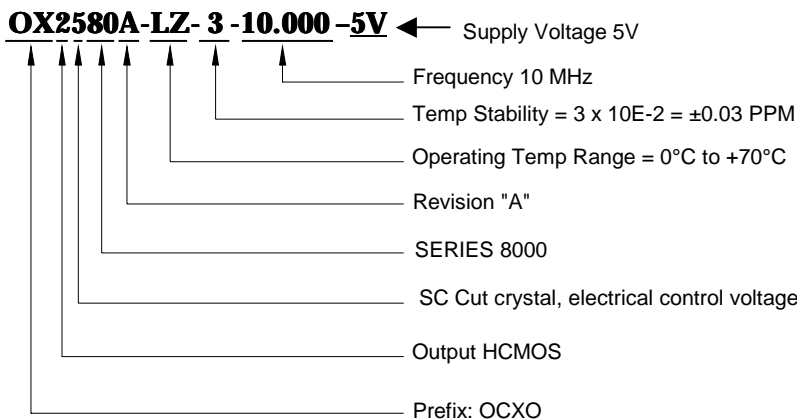 OX2580A-LZ- 3 -10.000 -5V
Supply Voltage 5V
Frequency 10 MHz
Temp Stability = 3 x 10E-2 = ±0.03 PPM
Operating Temp Range = 0°C to +70°C
Revision "A"
SERIES 8000
SC Cut crystal, electrical control voltage
Output HCMOS
Prefix: OCXO